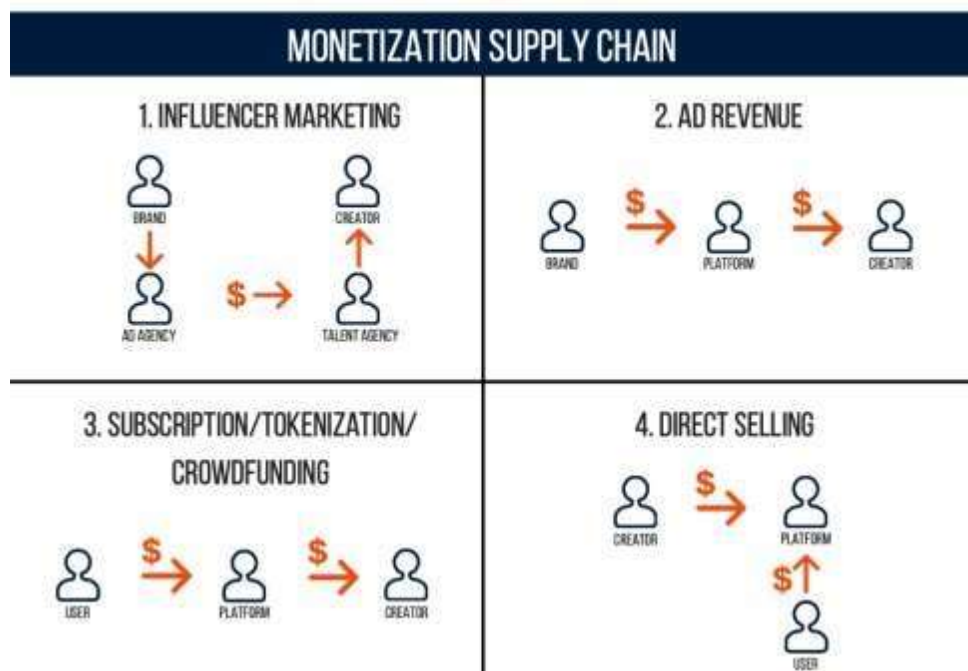 MONETIZATION SUPPLY CHAIN
1. INFLUENCER MARKETING
BRAND
CREATOR
$
AD AGENCY
TALENT AGENCY
2. AD REVENUE
$
$
BRAND
PLATFORM
CREATOR
3. SUBSCRIPTION/TOKENIZATION/
CROWDFUNDING
$
$
USER
PLATFORM
CREATOR
4. DIRECT SELLING
$
CREATOR
PLATFORM
$
USER